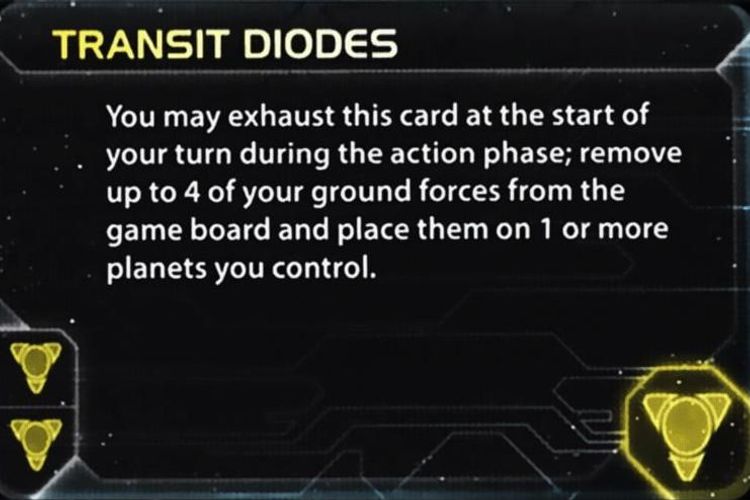 TRANSIT DIODES
You may exhaust this card at the start of
your turn during the action phase; remove
up to 4 of your ground forces from the
game board and place them on 1 or more
planets you control.